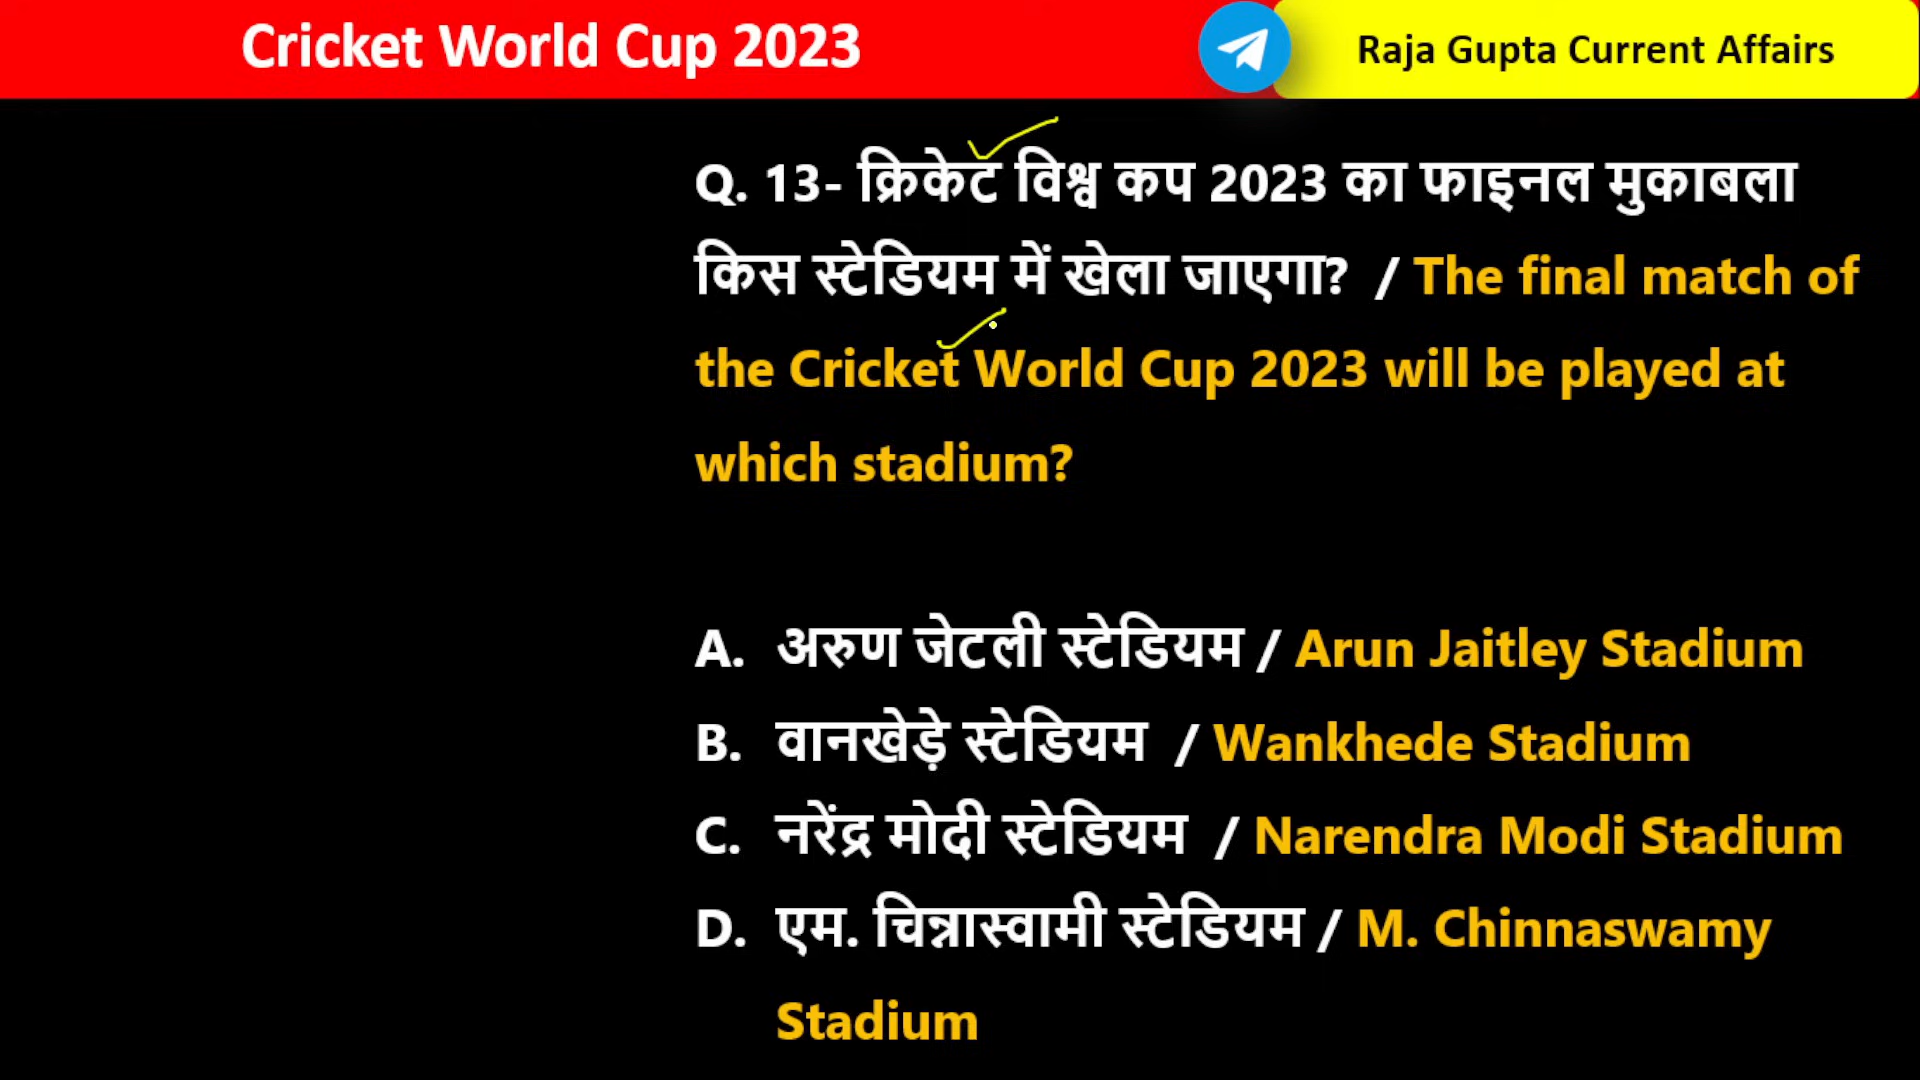 Cricket World Cup 2023
Raja Gupta Current Affairs
Q. 13- क्रिकेट विश्व कप 2023 का फाइनल मुकाबला
किस स्टेडियम में खेला जाएगा? / The final match of
the Cricket World Cup 2023 will be played at
which stadium?
A. अरुण जेटली स्टेडियम / Arun Jaitley Stadium
B. वानखेड़े स्टेडियम / Wankhede Stadium
C. नरेंद्र मोदी स्टेडियम / Narendra Modi Stadium
D. एम. चिन्नास्वामी स्टेडियम / M. Chinnaswamy
Stadium